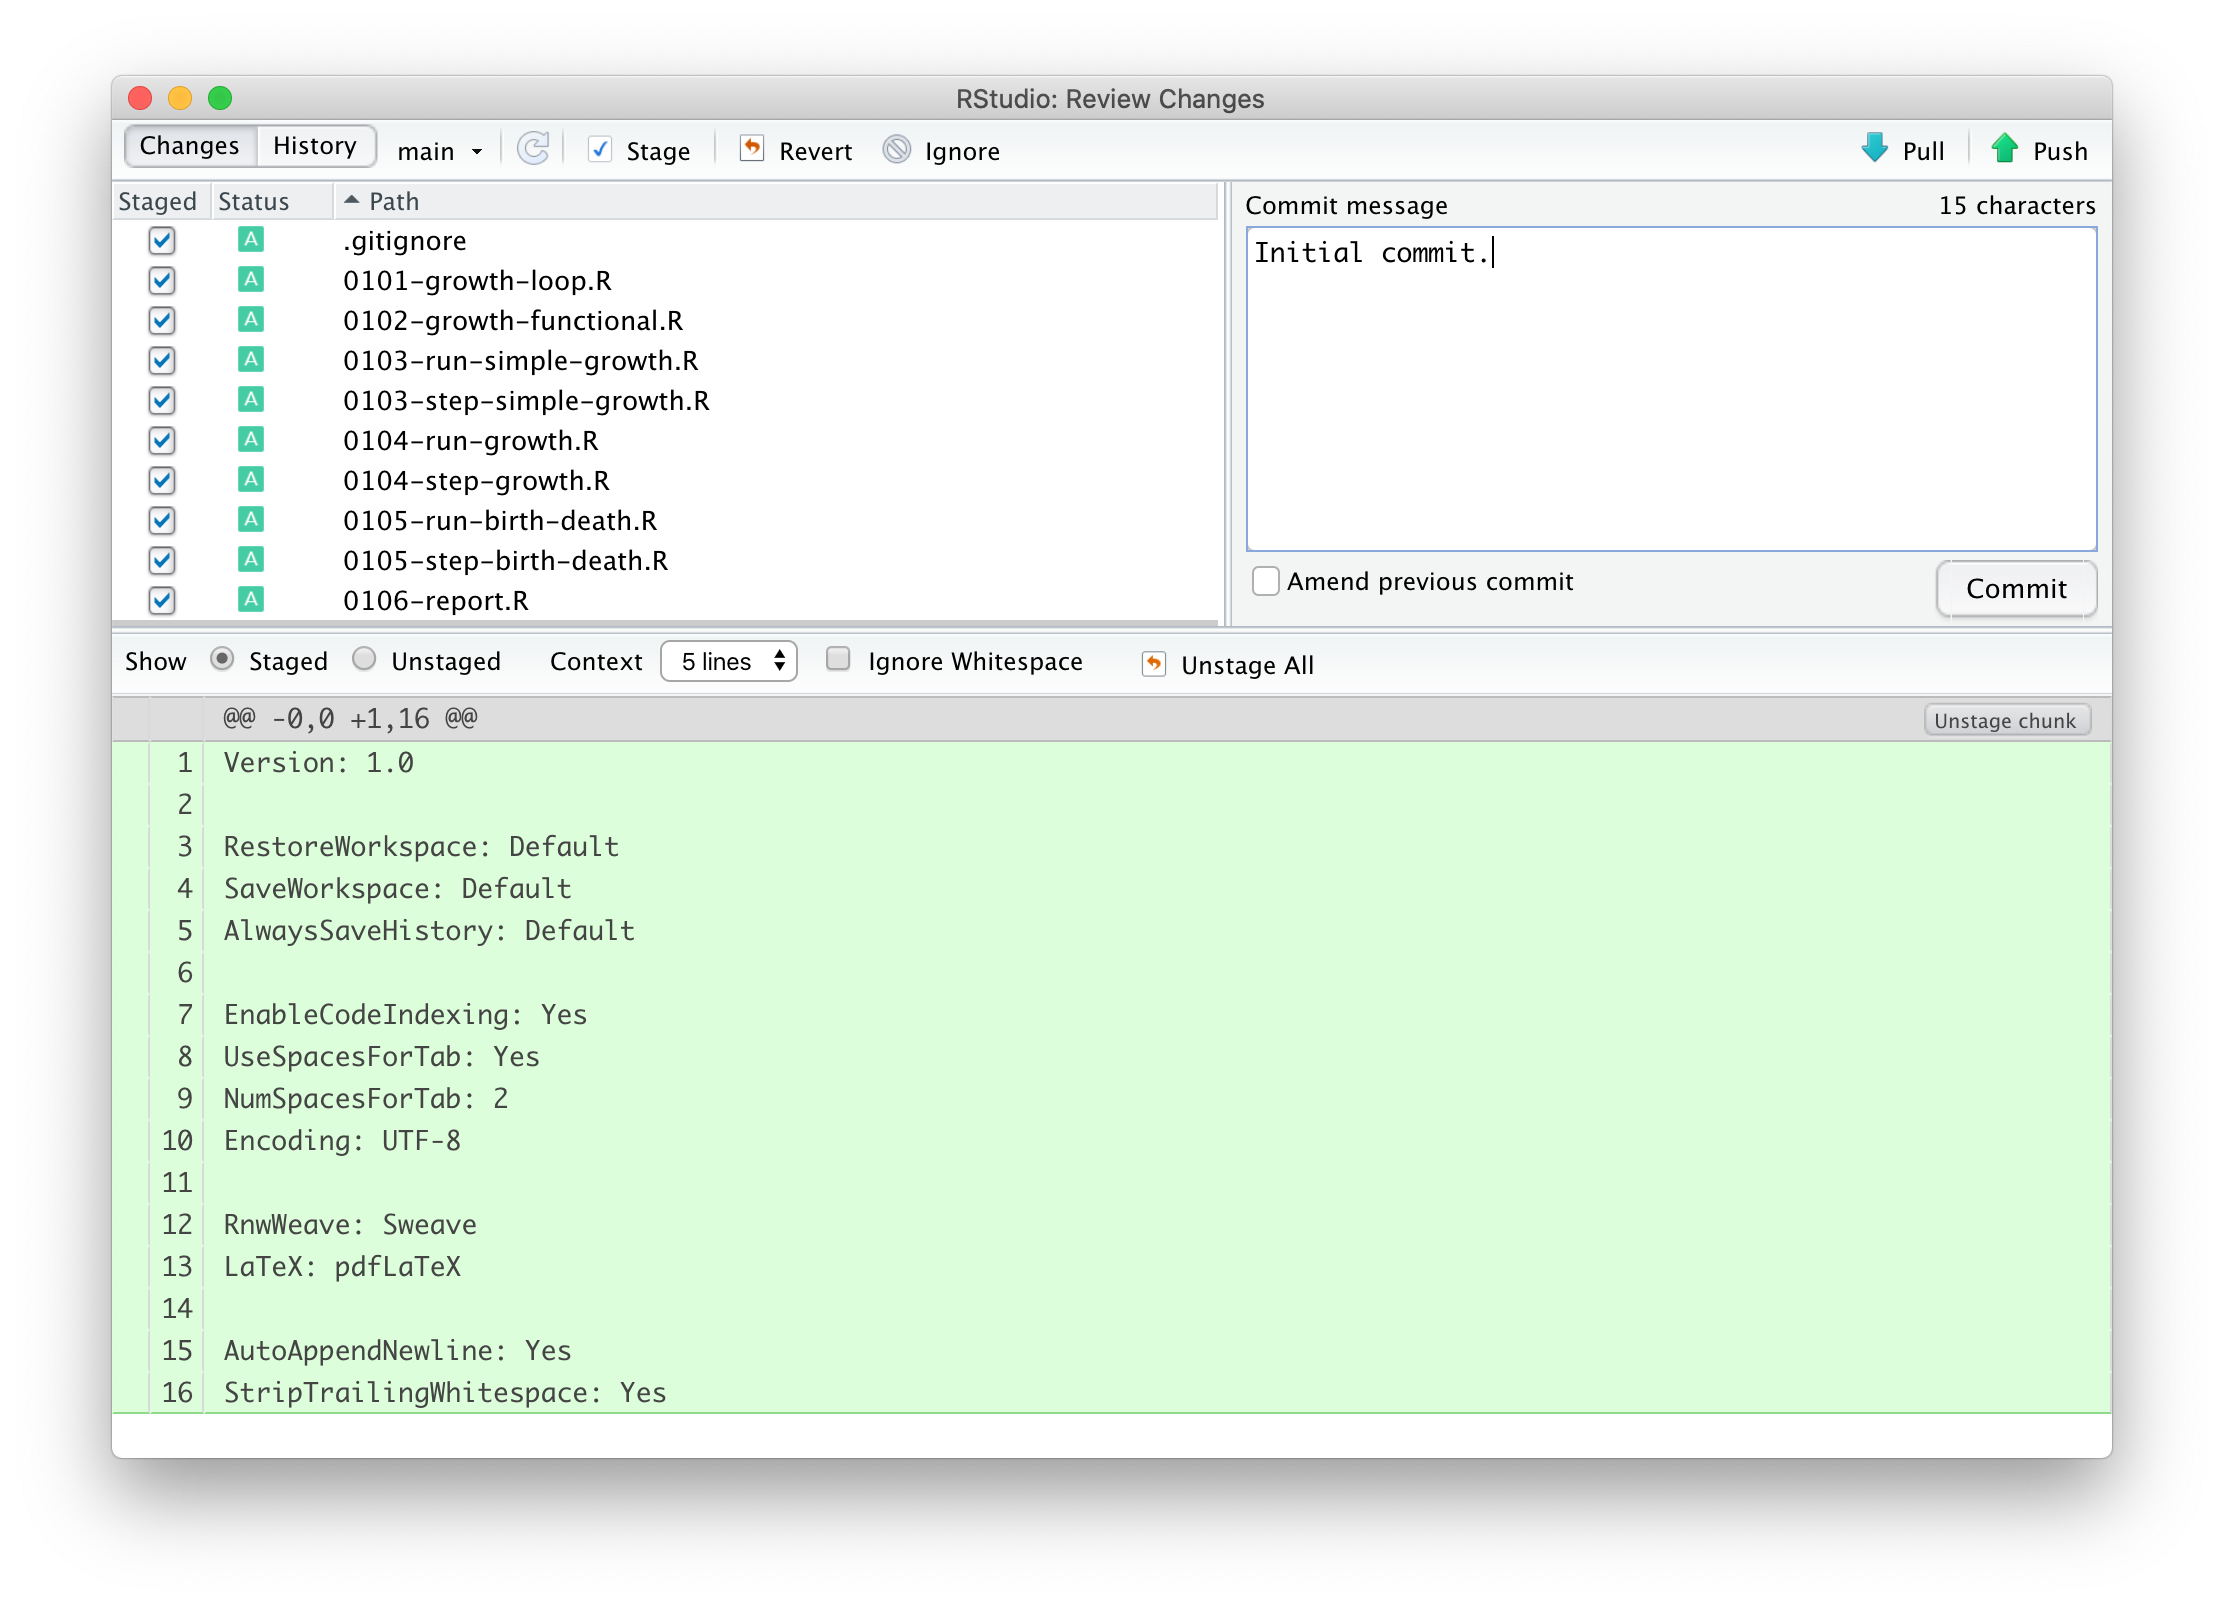 RStudio: Review Changes
Changes History main Stage Revert Ignore Pull Push
Staged Status Path
A .gitignore
A 0101-growth-loop.R
A 0102-growth-functional.R
A 0103-run-simple-growth.R
A 0103-step-simple-growth.R
A 0104-run-growth.R
A 0104-step-growth.R
A 0105-run-birth-death.R
A 0105-step-birth-death.R
A 0106-report.R
Commit message 15 characters
Initial commit.
Amend previous commit Commit
Show Staged Unstaged Context 5 lines Ignore Whitespace Unstage All
@@ -0,0 +1,16 @@ Unstage chunk
1 Version: 1.0
2
3 RestoreWorkspace: Default
4 SaveWorkspace: Default
5 AlwaysSaveHistory: Default
6
7 EnableCodeIndexing: Yes
8 UseSpacesForTab: Yes
9 NumSpacesForTab: 2
10 Encoding: UTF-8
11
12 RnwWeave: Sweave
13 LaTeX: pdfLaTeX
14
15 AutoAppendNewline: Yes
16 StripTrailingWhitespace: Yes